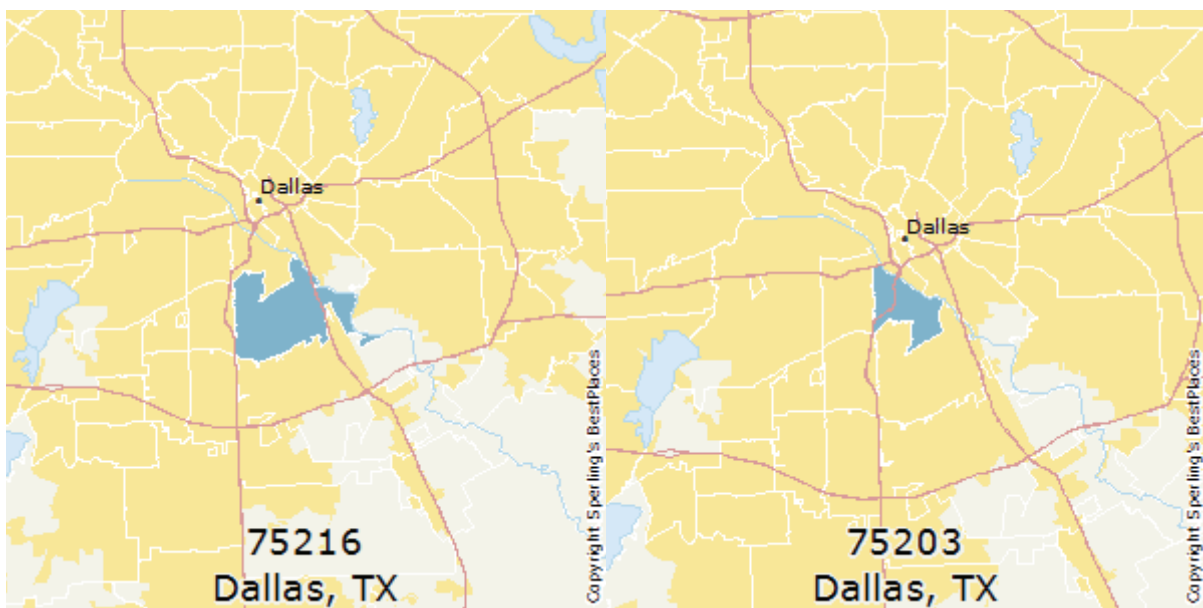 Dallas
75216
Dallas, TX
Copyright Sperling's BestPlaces
Dallas
75203
Dallas, TX
Copyright Sperling's BestPlaces